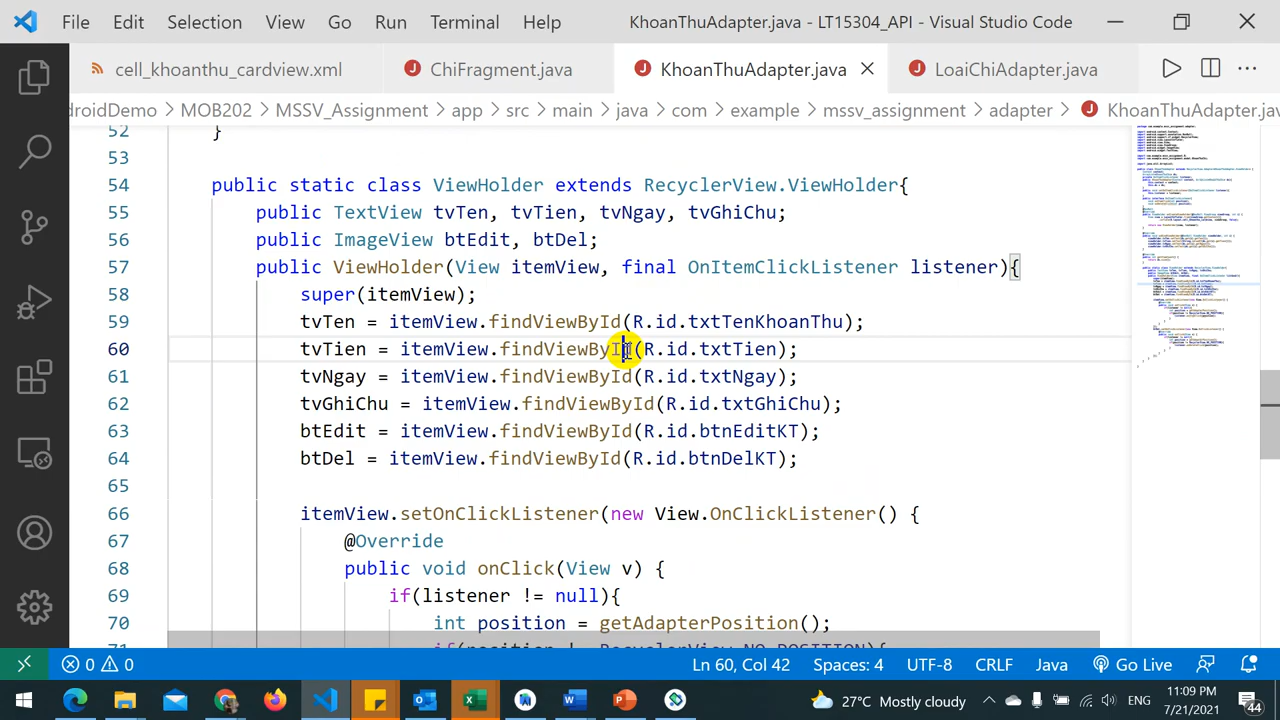 File Edit Selection View Go Run Terminal Help KhoanThuAdapter.java - LT15304_API - Visual Studio Code
cell_khoanthu_cardview.xml ChiFragment.java KhoanThuAdapter.java LoaiChiAdapter.java
droidDemo > MOB202 > MSSV_Assignment > app > src > main > java > com > example > mssv_assignment > adapter > KhoanThuAdapter.jav
52 }
53
54 public static class ViewHolder extends RecyclerView.ViewHolder{
55 public TextView tvTen, tvTien, tvNgay, tvGhiChu;
56 public ImageView btEdit, btDel;
57 public ViewHolder(View itemView, final OnItemClickListener listener){
58 super(itemView);
59 tvTen = itemView.findViewById(R.id.txtTenKhoanThu);
60 tvTien = itemView.findViewById(R.id.txtTien);
61 tvNgay = itemView.findViewById(R.id.txtNgay);
62 tvGhiChu = itemView.findViewById(R.id.txtGhiChu);
63 btEdit = itemView.findViewById(R.id.btnEditKT);
64 btDel = itemView.findViewById(R.id.btnDelKT);
65
66 itemView.setOnClickListener(new View.OnClickListener() {
67 @Override
68 public void onClick(View v) {
69 if(listener != null){
70 int position = getAdapterPosition();
71 if(position != RecyclerView.NO_POSITION){
0 0 Ln 60, Col 42 Spaces: 4 UTF-8 CRLF Java Go Live
27°C Mostly cloudy ENG 11:09 PM
7/21/2021 44